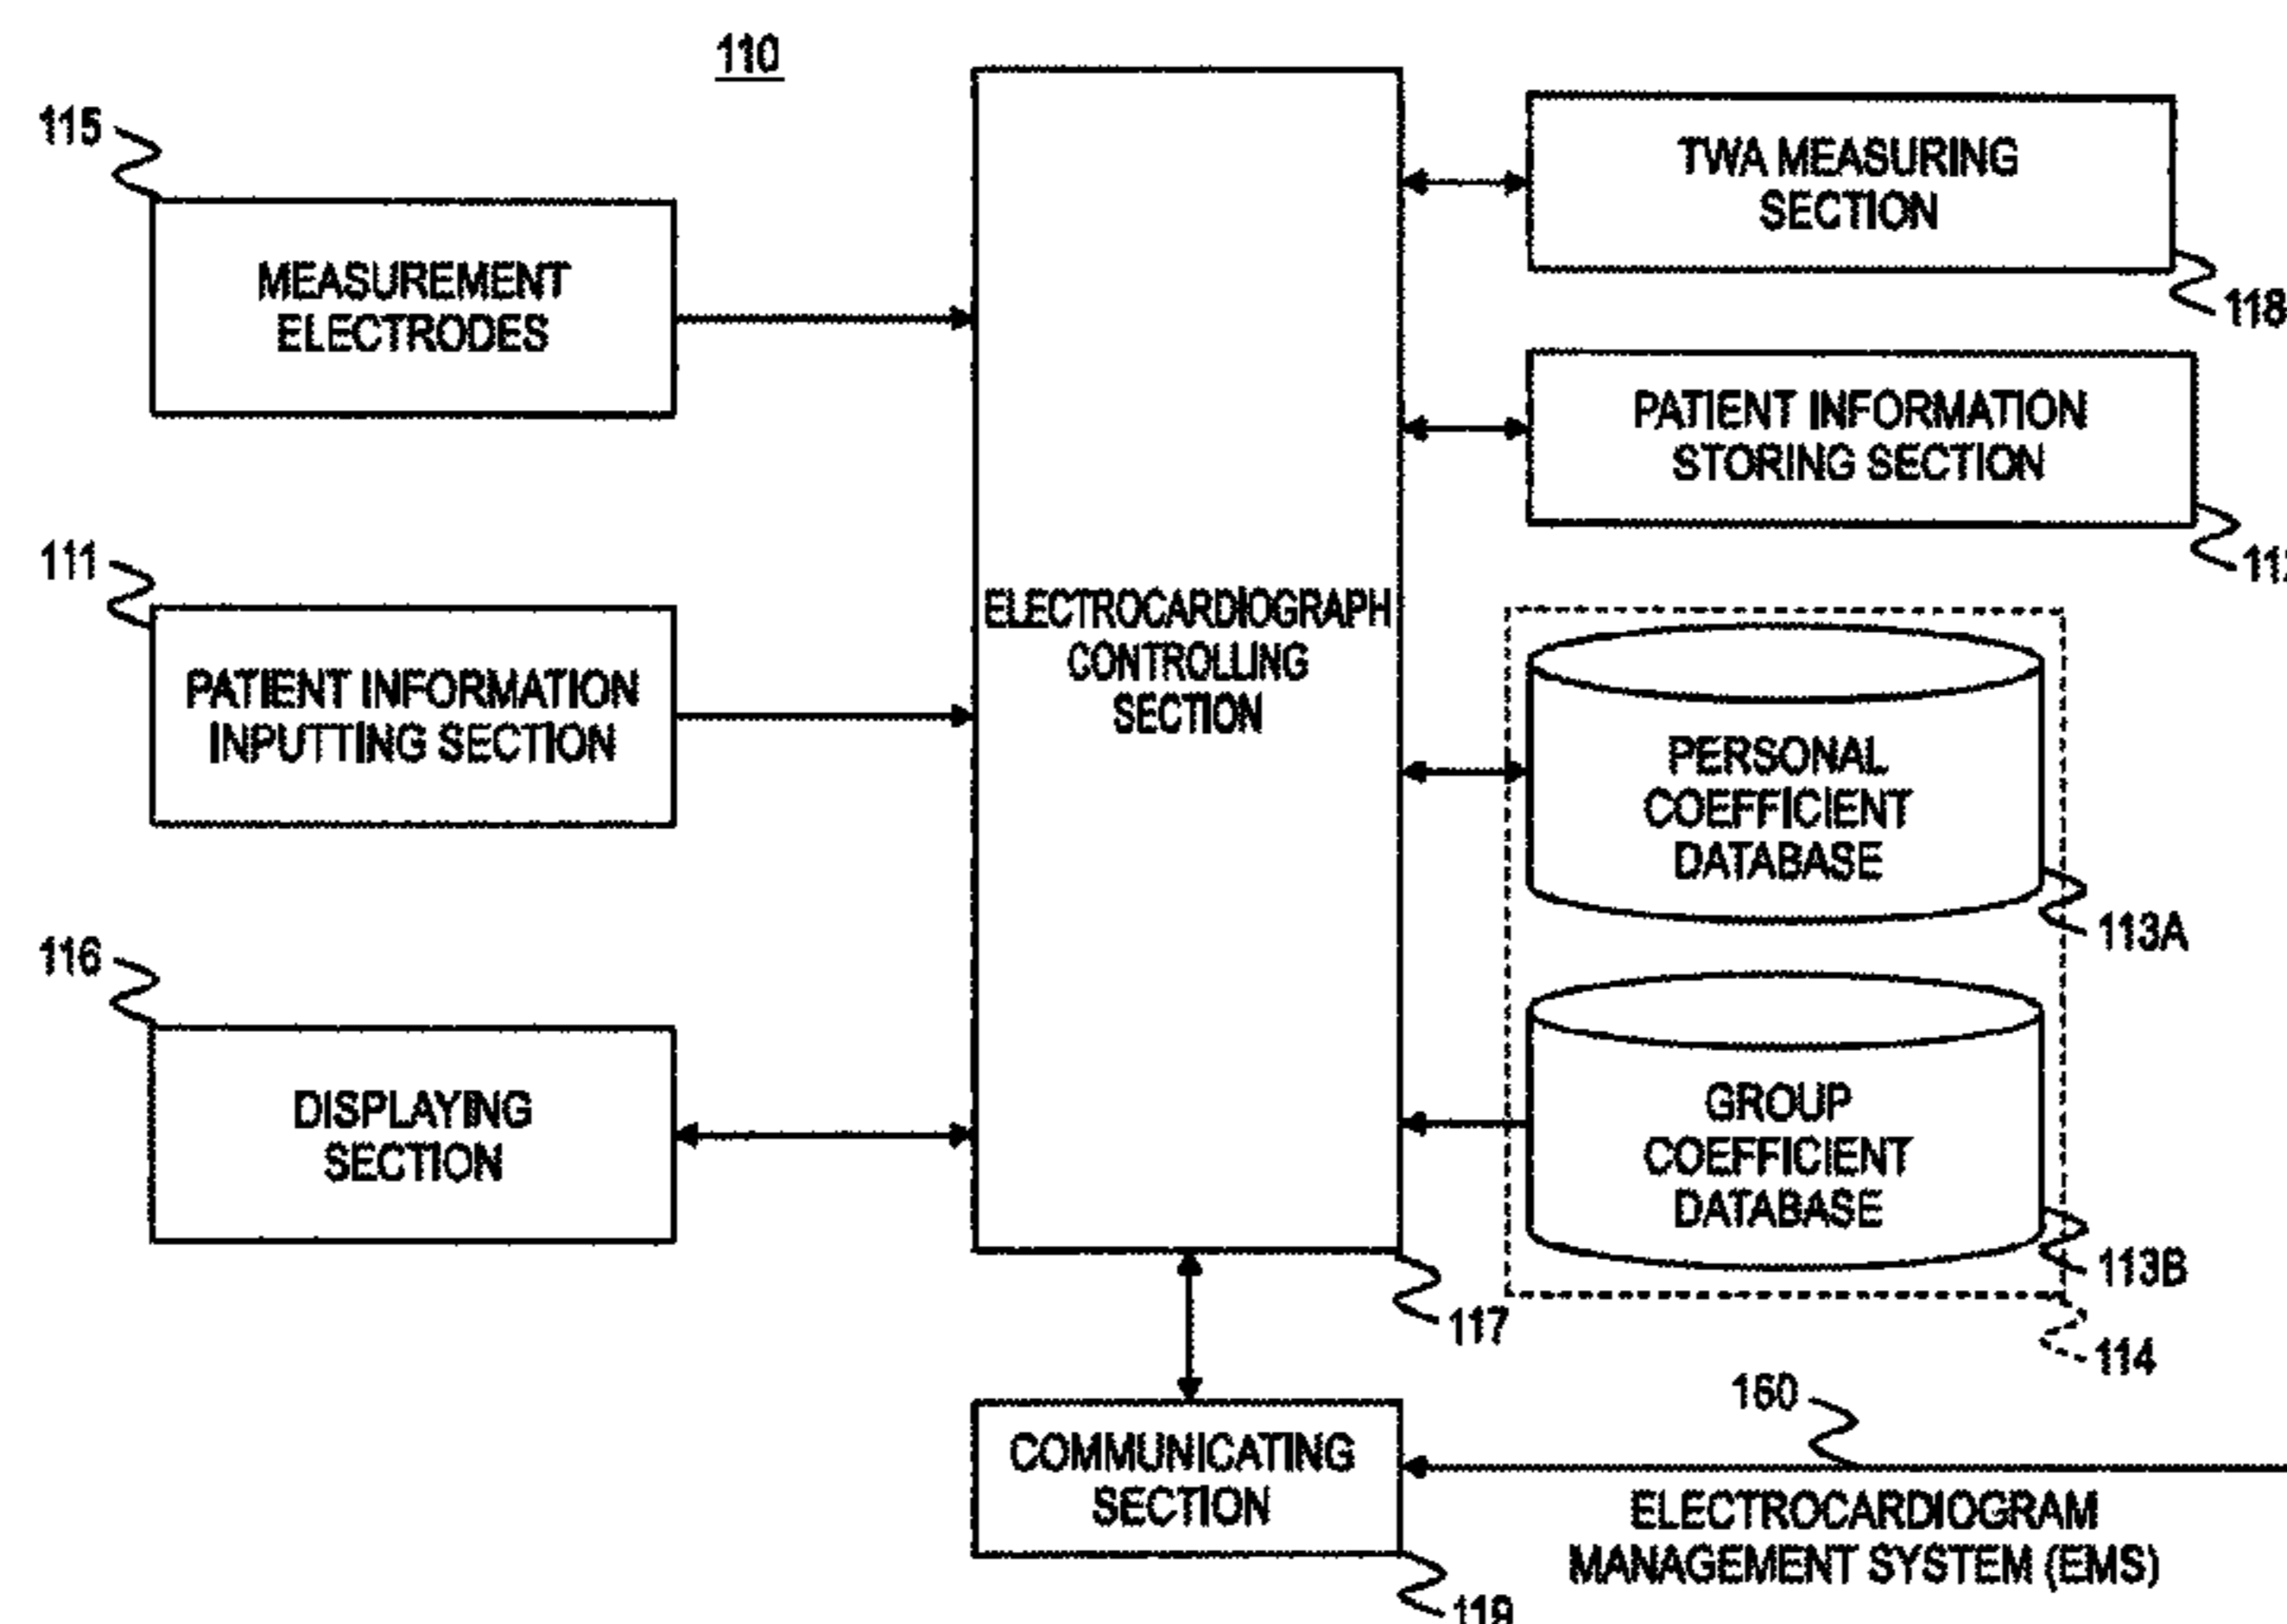 110
115
MEASUREMENT
ELECTRODES
111
PATIENT INFORMATION
INPUTTING SECTION
116
DISPLAYING
SECTION
ELECTROCARDIOGRAPH
CONTROLLING
SECTION
117
TWA MEASURING
SECTION
118
PATIENT INFORMATION
STORING SECTION
PERSONAL
COEFFICIENT
DATABASE
113A
GROUP
COEFFICIENT
DATABASE
113B
114
COMMUNICATING
SECTION
119
160
ELECTROCARDIOGRAM
MANAGEMENT SYSTEM (EMS)